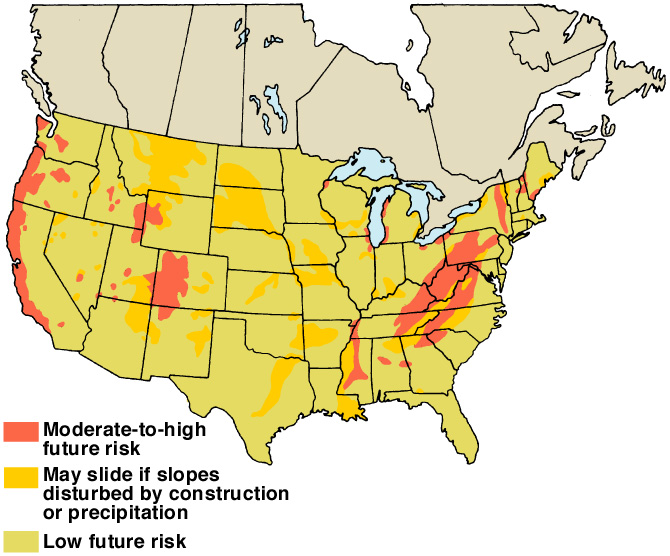 Moderate-to-high
future risk
May slide if slopes
disturbed by construction
or precipitation
Low future risk